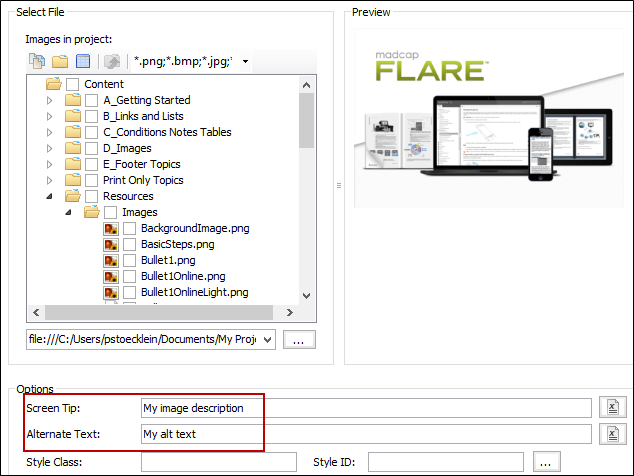 Select File
Images in project:
*.png;*.bmp;*.jpg;*
Content
A_Getting Started
B_Links and Lists
C_Conditions Notes Tables
D_Images
E_Footer Topics
Print Only Topics
Resources
Images
BackgroundImage.png
BasicSteps.png
Bullet1.png
Bullet1Online.png
Bullet1OnlineLight.png
file:///C:/Users/pstoecklein/Documents/My Proje
...
Preview
madcap
FLARE™
Options
Screen Tip:
My image description
Alternate Text:
My alt text
Style Class:
Style ID:
...